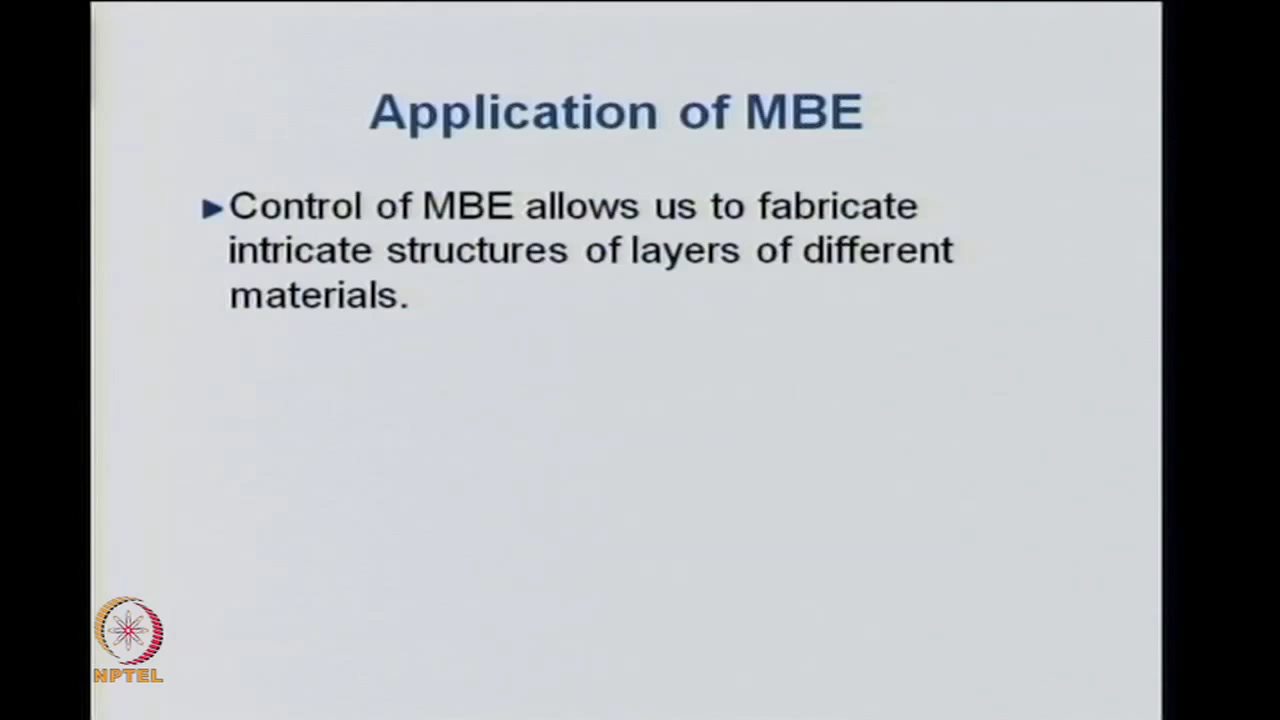 Application of MBE
►Control of MBE allows us to fabricate
intricate structures of layers of different
materials.
NPTEL